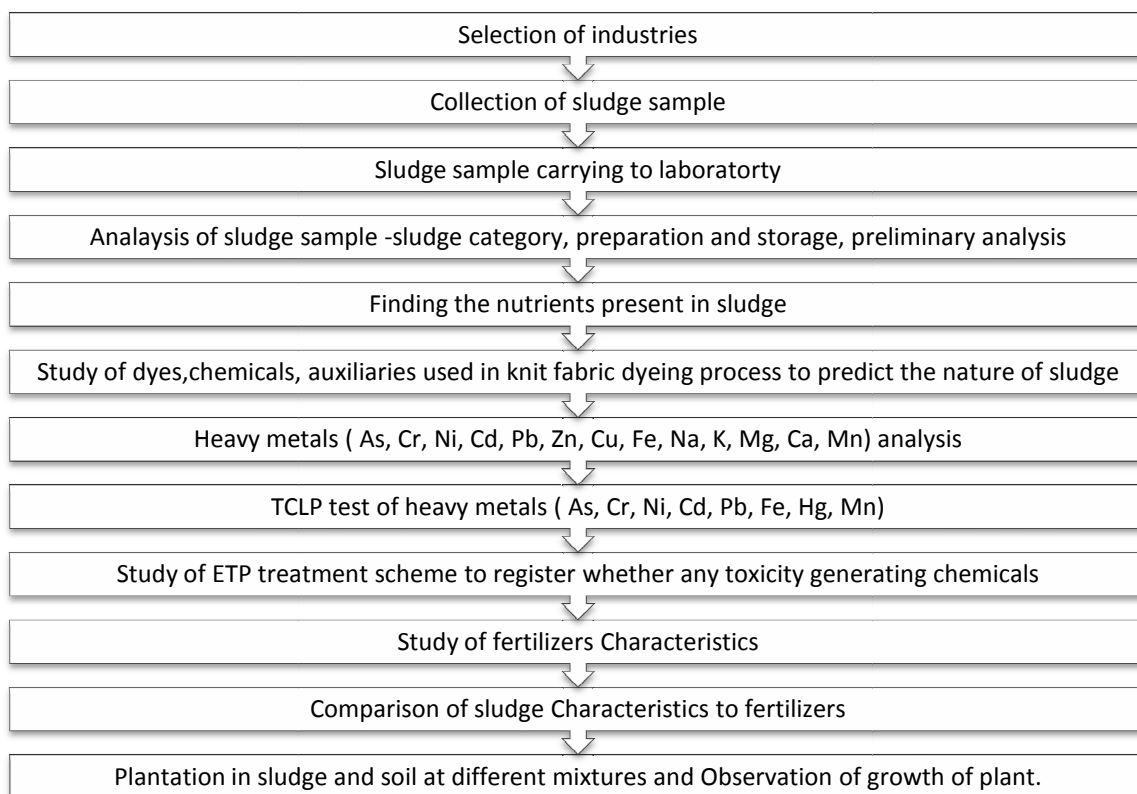 Selection of industries
Collection of sludge sample
Sludge sample carrying to laboratorty
Analaysis of sludge sample -sludge category, preparation and storage, preliminary analysis
Finding the nutrients present in sludge
Study of dyes,chemicals, auxiliaries used in knit fabric dyeing process to predict the nature of sludge
Heavy metals ( As, Cr, Ni, Cd, Pb, Zn, Cu, Fe, Na, K, Mg, Ca, Mn) analysis
TCLP test of heavy metals ( As, Cr, Ni, Cd, Pb, Fe, Hg, Mn)
Study of ETP treatment scheme to register whether any toxicity generating chemicals
Study of fertilizers Characteristics
Comparison of sludge Characteristics to fertilizers
Plantation in sludge and soil at different mixtures and Observation of growth of plant.